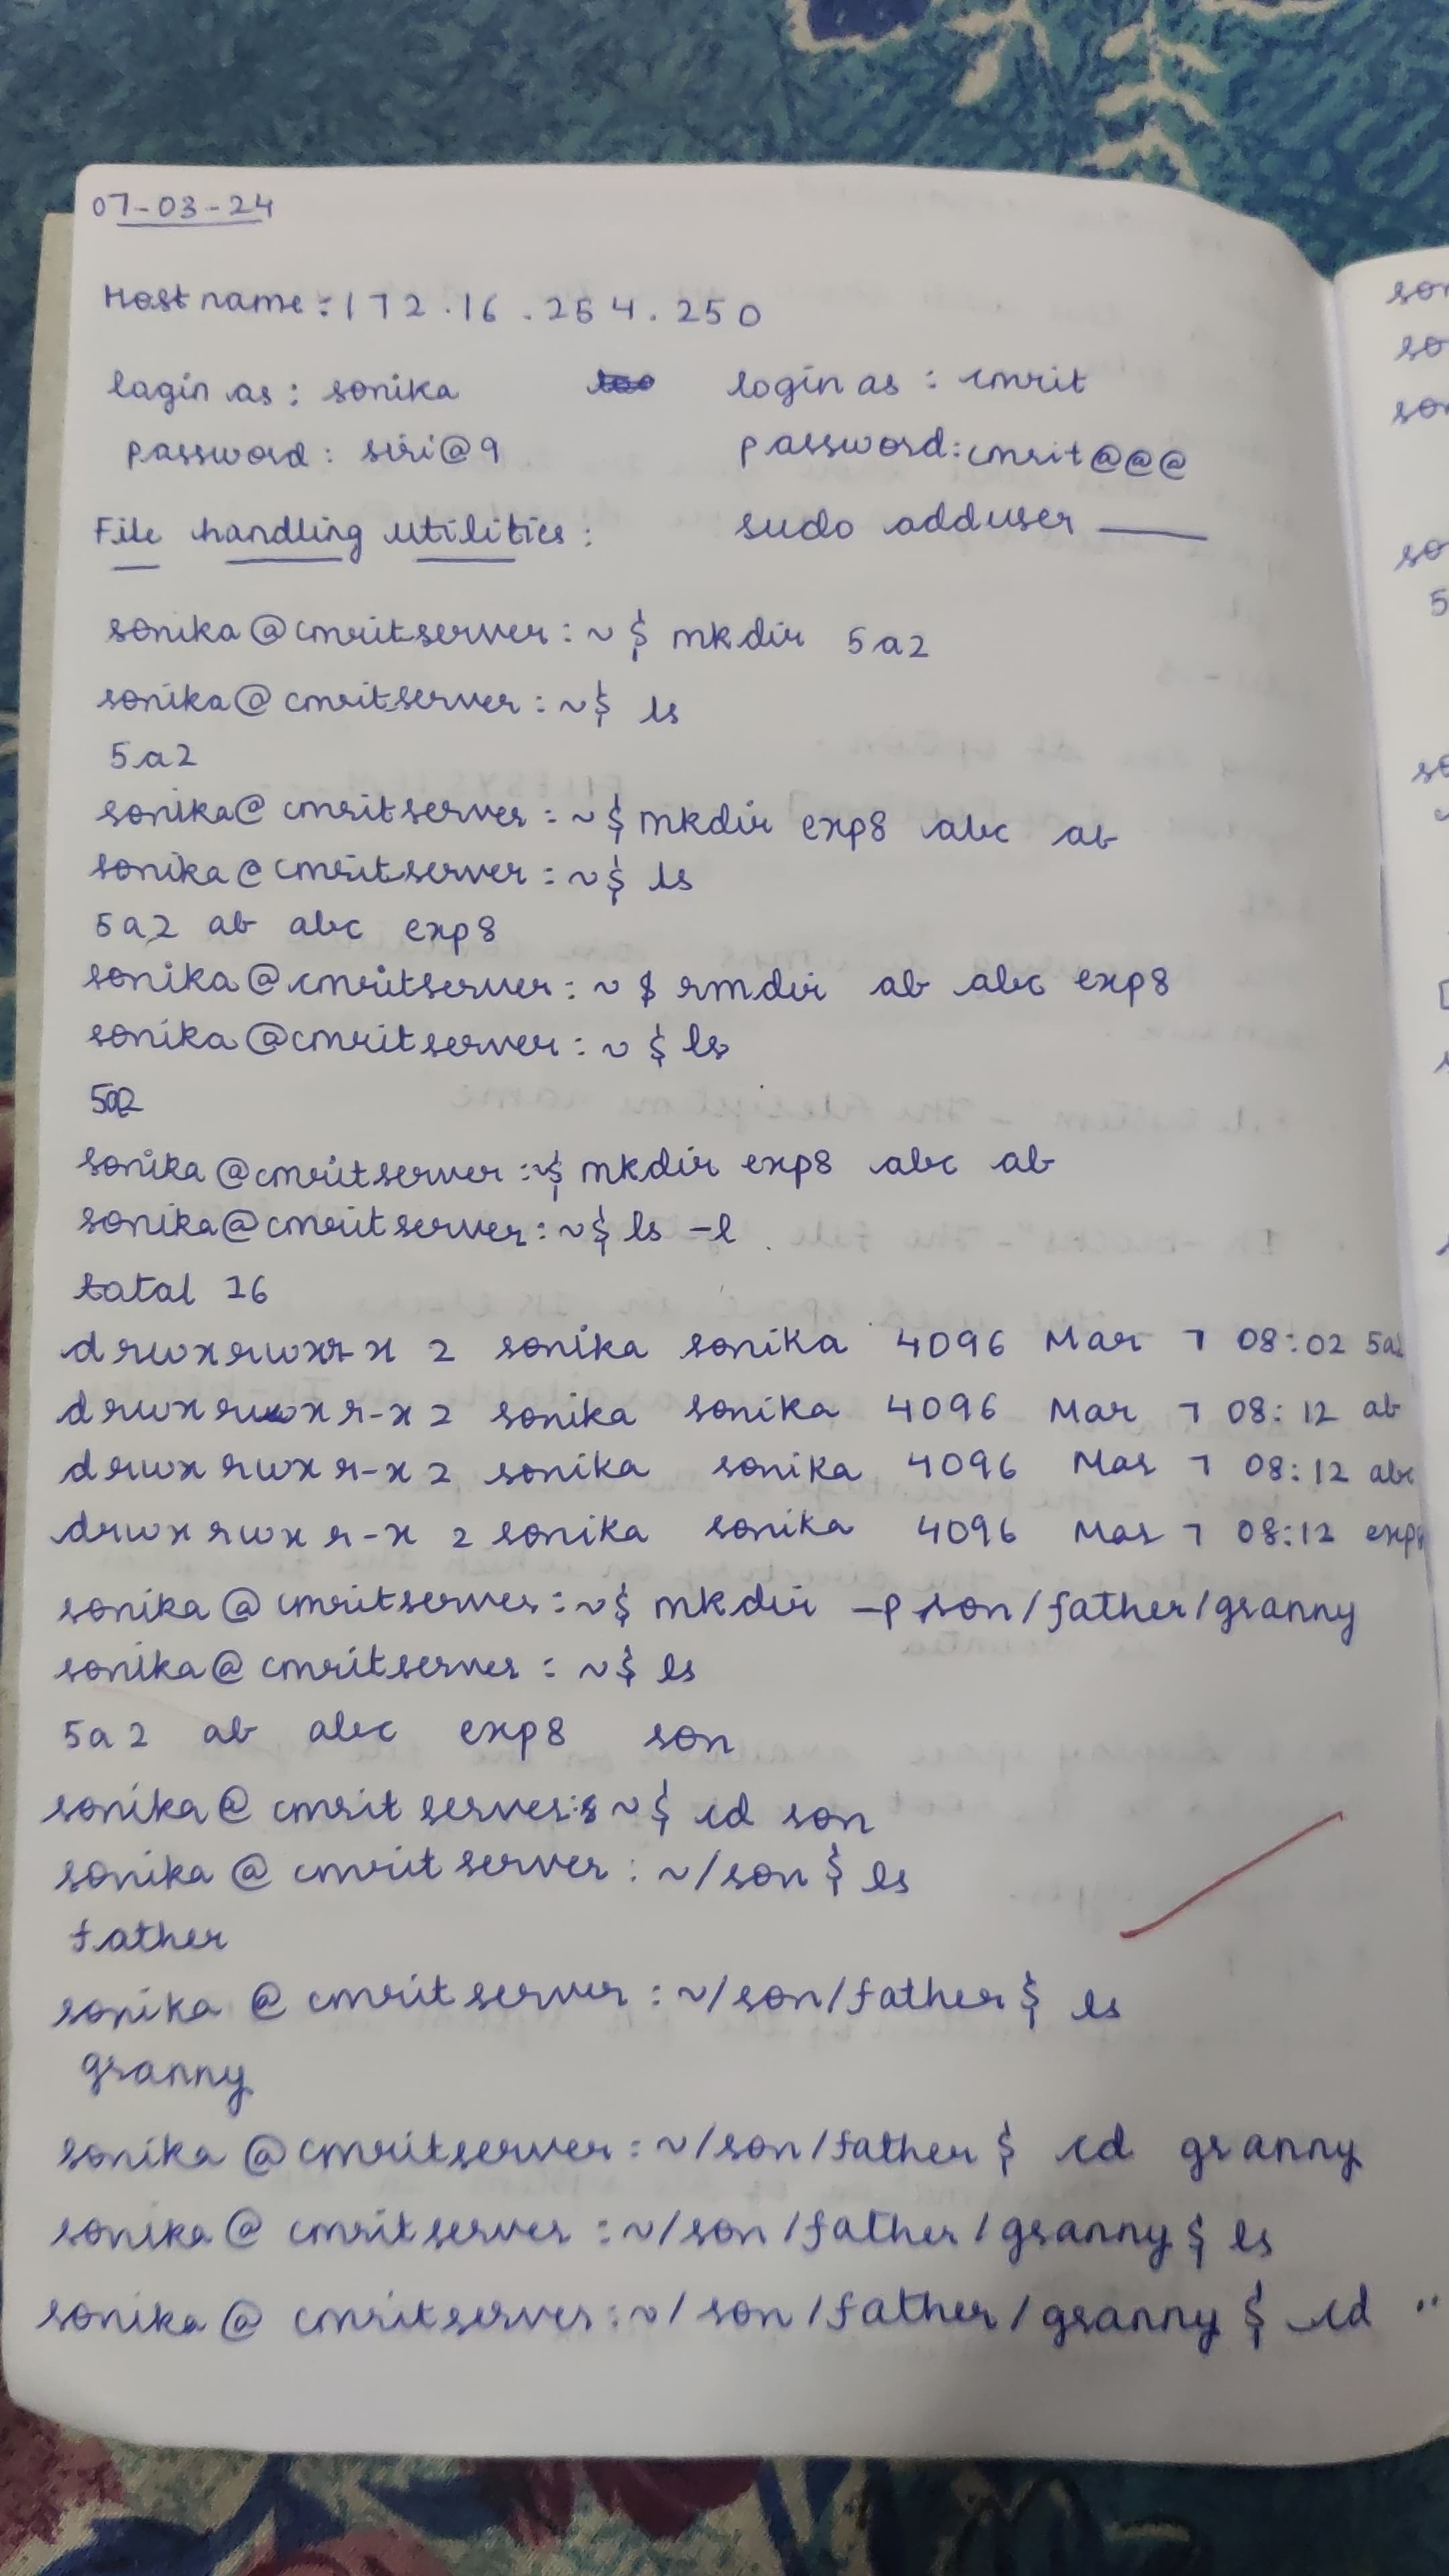 07-03-24
Hostname: 172.16.254.250
login as: sonika login as: cmrit
password: siri@9 password: cmrit@@@
File handling utilities: sudo adduser ___
sonika@cmritserver:~$ mkdir 5a2
sonika@cmritserver:~$ ls
5a2
sonika@cmritserver:~$ mkdir exp8 abc ab
sonika@cmritserver:~$ ls
5a2 ab abc exp8
sonika@cmritserver:~$ rmdir ab abc exp8
sonika@cmritserver:~$ ls
5a2
sonika@cmritserver:~$ mkdir exp8 abc ab
sonika@cmritserver:~$ ls -l
total 16
drwxrwxr-x 2 sonika sonika 4096 Mar 7 08:02 5a2
drwxrwxr-x 2 sonika sonika 4096 Mar 7 08:12 ab
drwxrwxr-x 2 sonika sonika 4096 Mar 7 08:12 abc
drwxrwxr-x 2 sonika sonika 4096 Mar 7 08:12 exp8
sonika@cmritserver:~$ mkdir -p son/father/granny
sonika@cmritserver:~$ ls
5a2 ab abc exp8 son
sonika@cmritserver:~$ cd son
sonika@cmritserver:~/son$ ls
father
sonika@cmritserver:~/son/father$ ls
granny
sonika@cmritserver:~/son/father$ cd granny
sonika@cmritserver:~/son/father/granny$ ls
sonika@cmritserver:~/son/father/granny$ cd ..